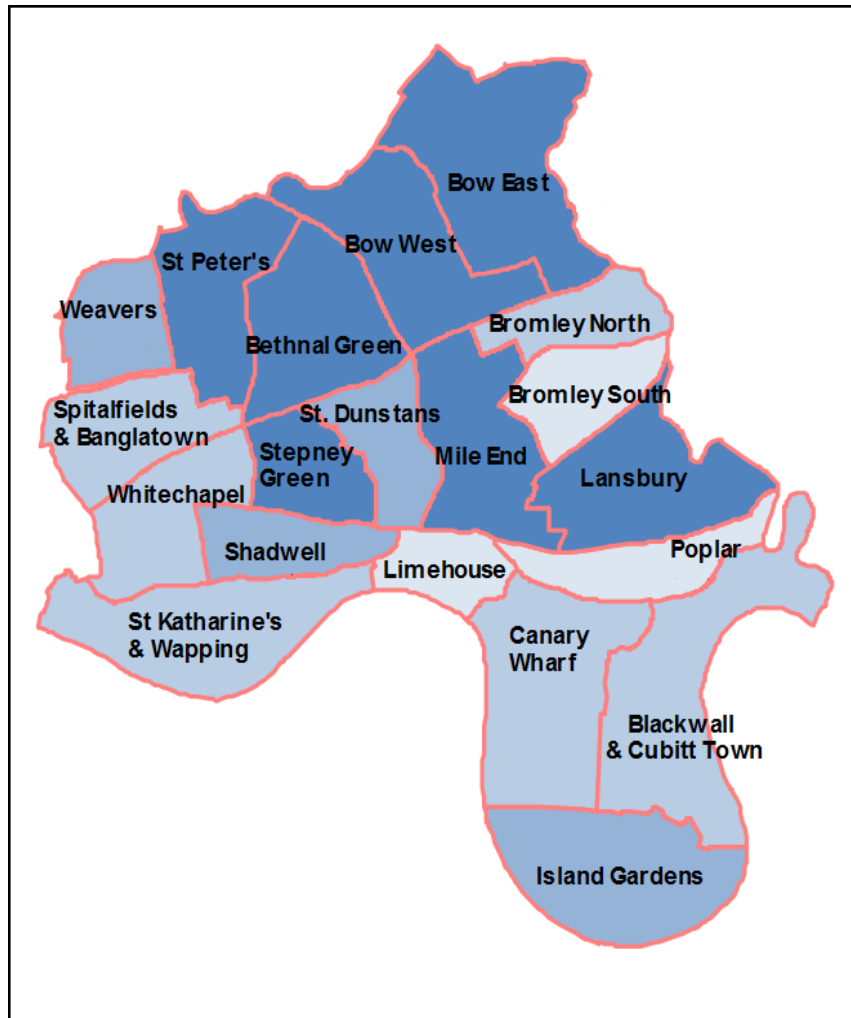 Bow East
Bow West
St Peter's
Weavers
Bromley North
Bethnal Green
Bromley South
Spitalfields
& Banglatown
St. Dunstans
Stepney
Green
Mile End
Lansbury
Whitechapel
Shadwell
Poplar
Limehouse
St Katharine's
& Wapping
Canary
Wharf
Blackwall
& Cubitt Town
Island Gardens